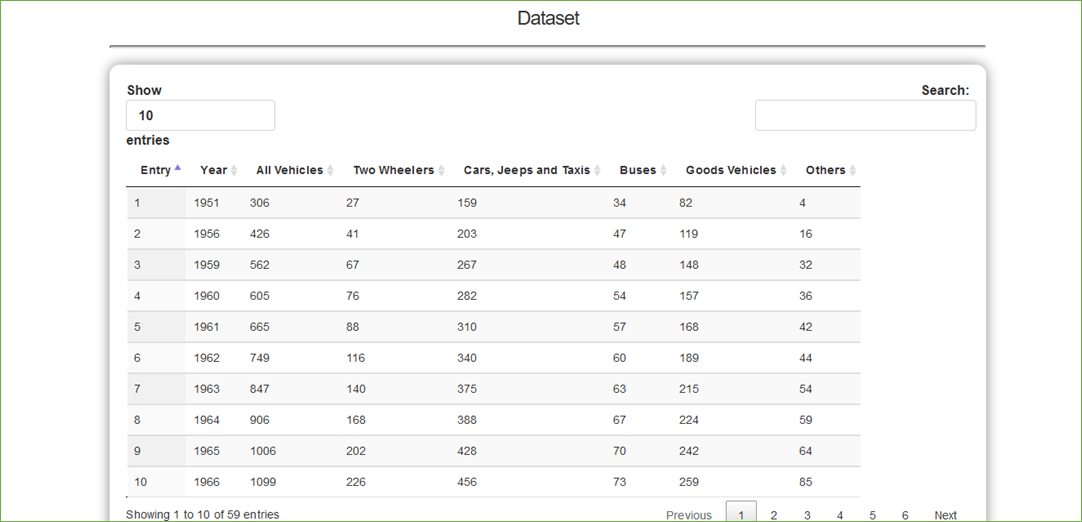 Dataset
Show
Search:
10
entries
Entry Year All Vehicles Two Wheelers Cars, Jeeps and Taxis Buses Goods Vehicles Others
1 1951 306 27 159 34 82 4
2 1956 426 41 203 47 119 16
3 1959 562 67 267 48 148 32
4 1960 605 76 282 54 157 36
5 1961 665 88 310 57 168 42
6 1962 749 116 340 60 189 44
7 1963 847 140 375 63 215 54
8 1964 906 168 388 67 224 59
9 1965 1006 202 428 70 242 64
10 1966 1099 226 456 73 259 85
Showing 1 to 10 of 59 entries Previous 1 2 3 4 5 6 Next